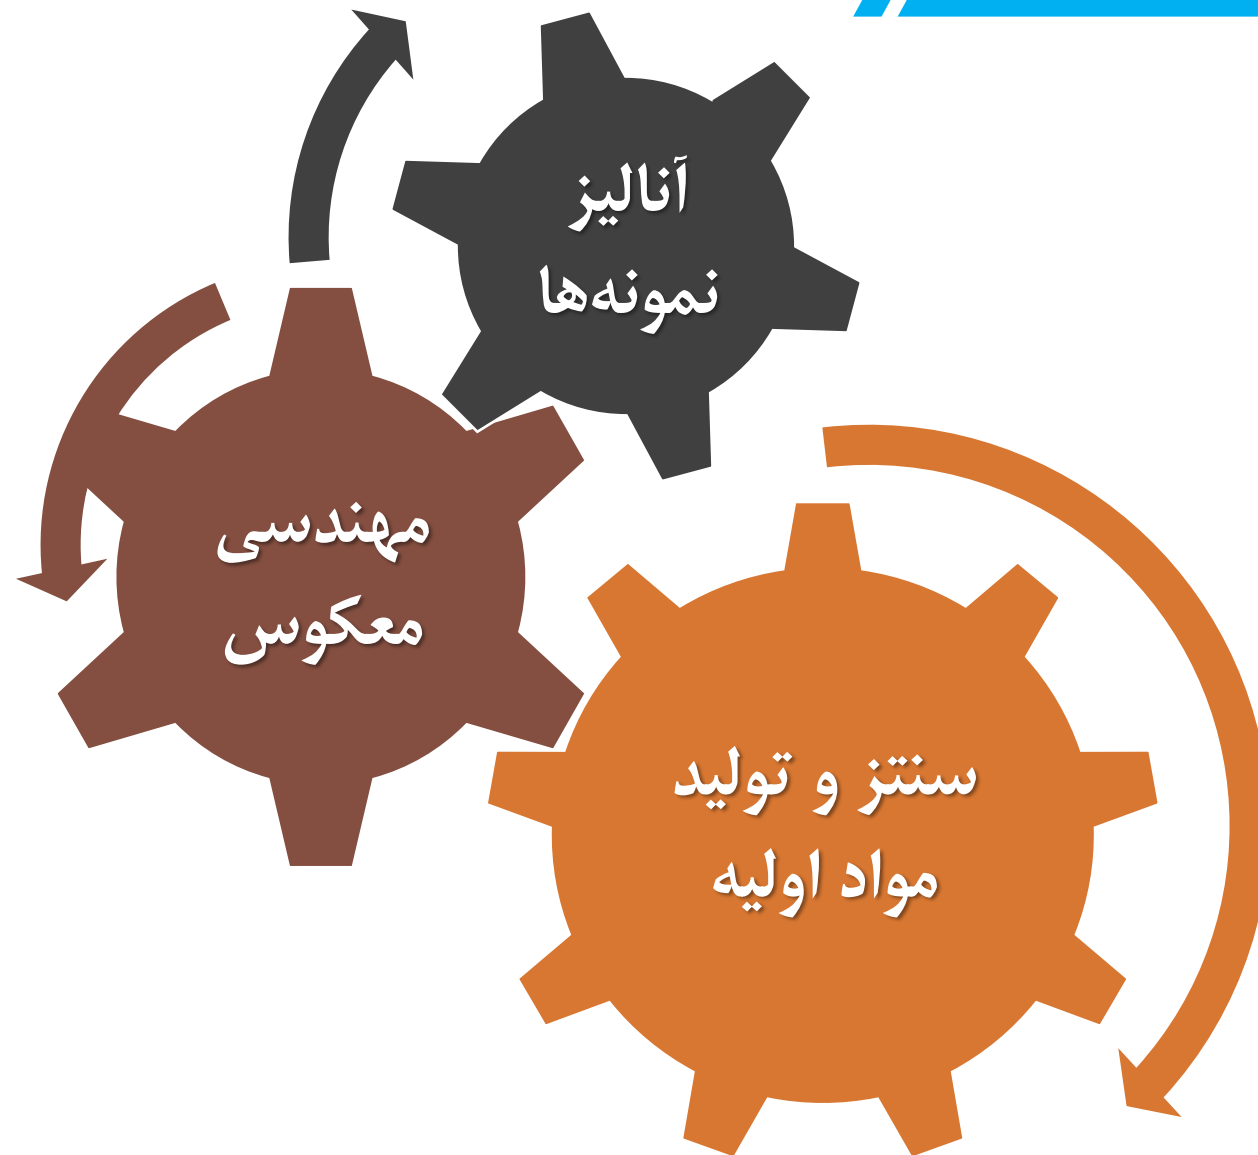 آنالیز
نمونه‌ها
مهندسی
معکوس
سنتز و تولید
مواد اولیه